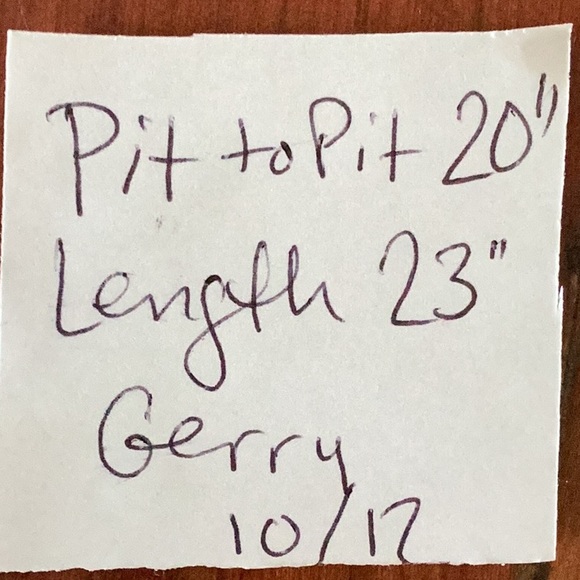 Pit to Pit 20"
Length 23"
Gerry
10/12